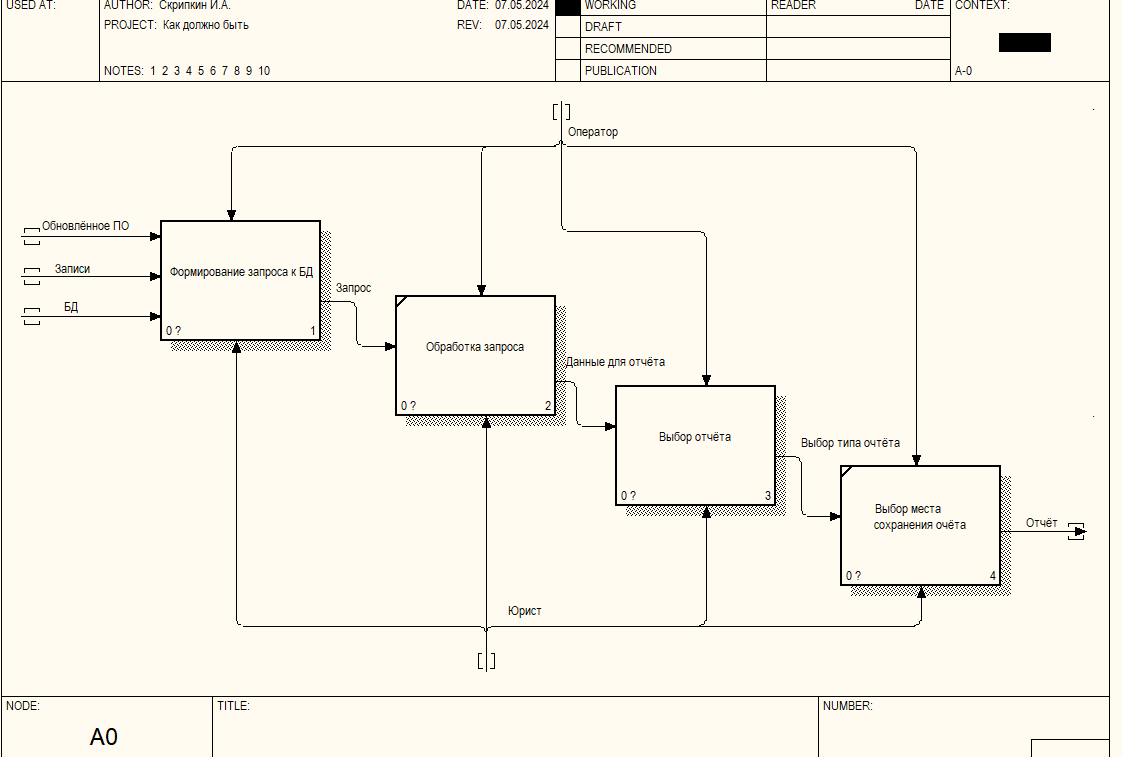 USED AT:
AUTHOR: Скрипкин И.А.
DATE: 07.05.2024
WORKING
READER
DATE
CONTEXT:
PROJECT: Как должно быть
REV: 07.05.2024
DRAFT
RECOMMENDED
NOTES: 1 2 3 4 5 6 7 8 9 10
PUBLICATION
A-0
Оператор
Обновлённое ПО
Записи
БД
Формирование запроса к БД
0 ?
1
Запрос
Обработка запроса
0 ?
2
Данные для отчёта
Выбор отчёта
0 ?
3
Выбор типа очтёта
Выбор места
сохранения очёта
0 ?
4
Отчёт
Юрист
NODE:
A0
TITLE:
NUMBER: